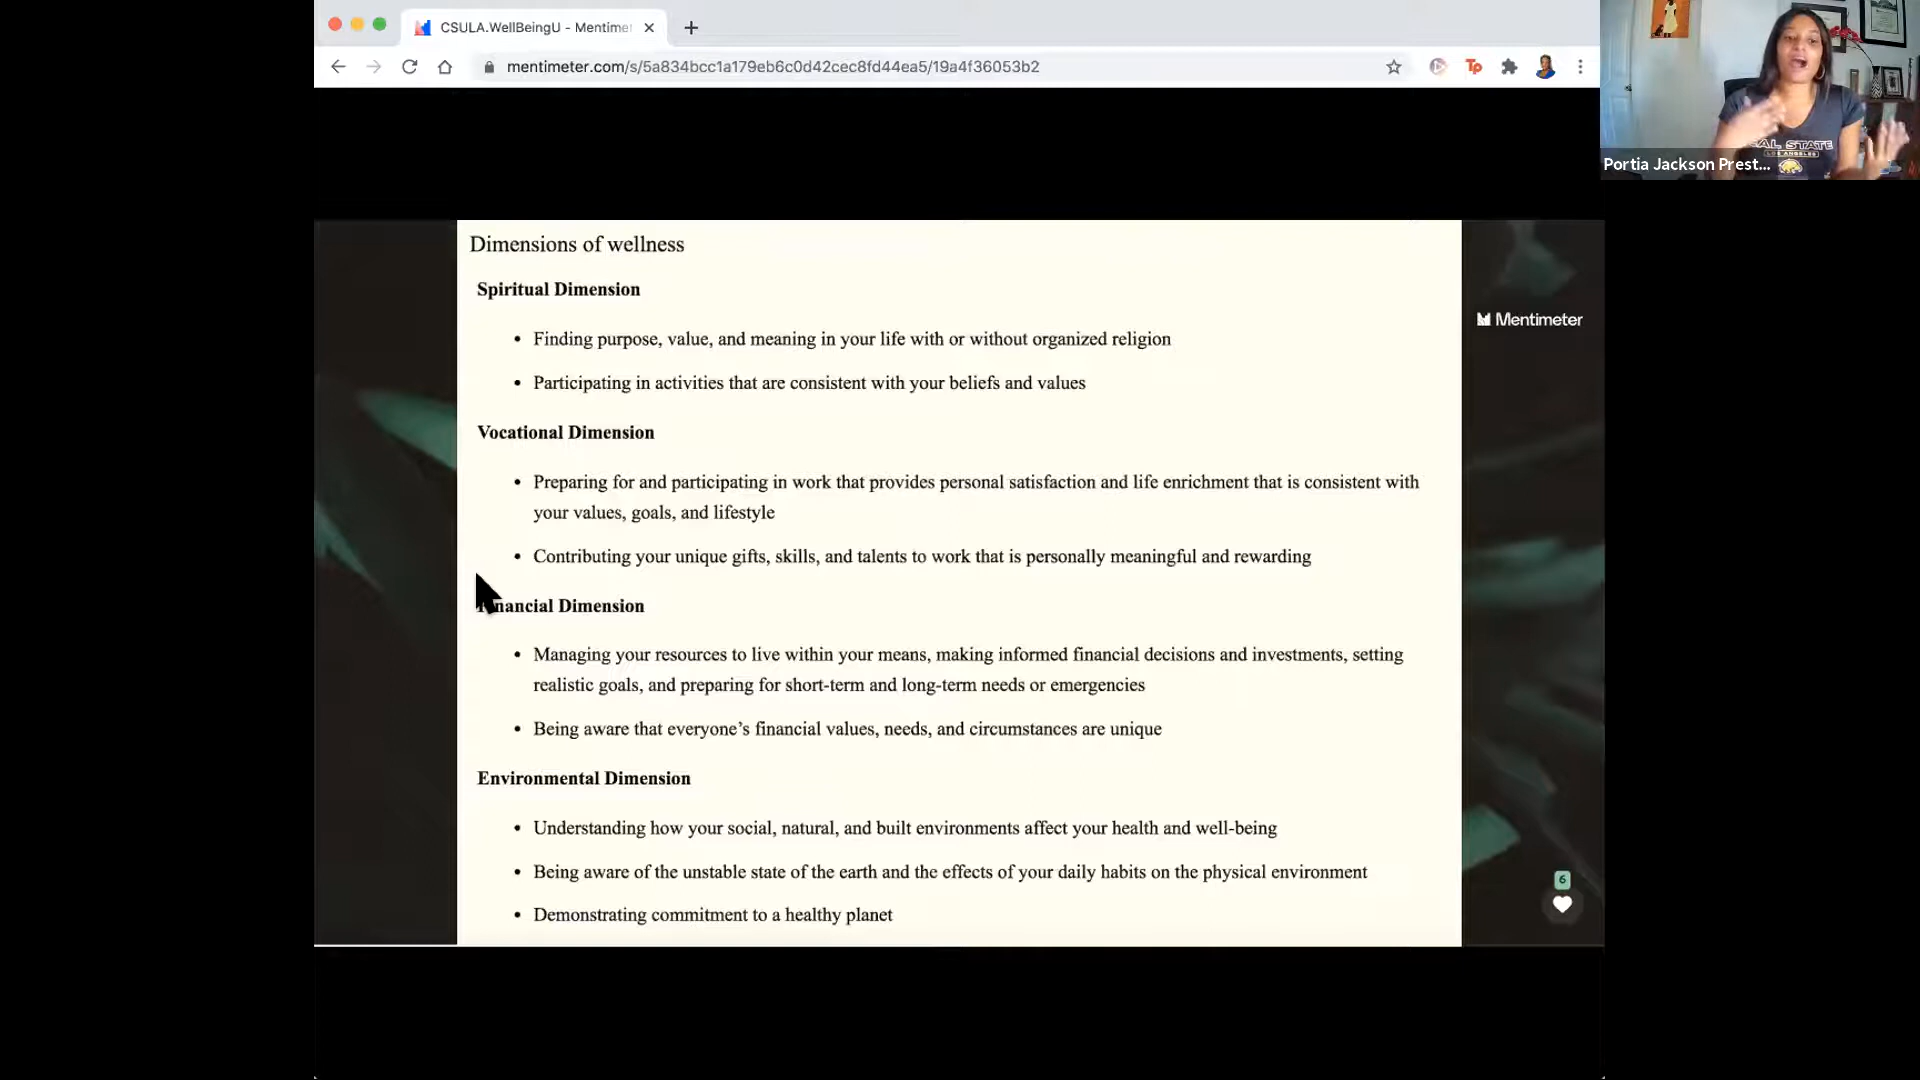 CSULA.WellBeingU - Mentime
mentimeter.com/s/5a834bcc1a179eb6c0d42cec8fd44ea5/19a4f36053b2
Tp
CAL STATE
LOS ANGELES
Portia Jackson Prest...
Dimensions of wellness
Spiritual Dimension
• Finding purpose, value, and meaning in your life with or without organized religion
Mentimeter
• Participating in activities that are consistent with your beliefs and values
Vocational Dimension
• Preparing for and participating in work that provides personal satisfaction and life enrichment that is consistent with
your values, goals, and lifestyle
• Contributing your unique gifts, skills, and talents to work that is personally meaningful and rewarding
Financial Dimension
• Managing your resources to live within your means, making informed financial decisions and investments, setting
realistic goals, and preparing for short-term and long-term needs or emergencies
• Being aware that everyone’s financial values, needs, and circumstances are unique
Environmental Dimension
• Understanding how your social, natural, and built environments affect your health and well-being
• Being aware of the unstable state of the earth and the effects of your daily habits on the physical environment
6
• Demonstrating commitment to a healthy planet